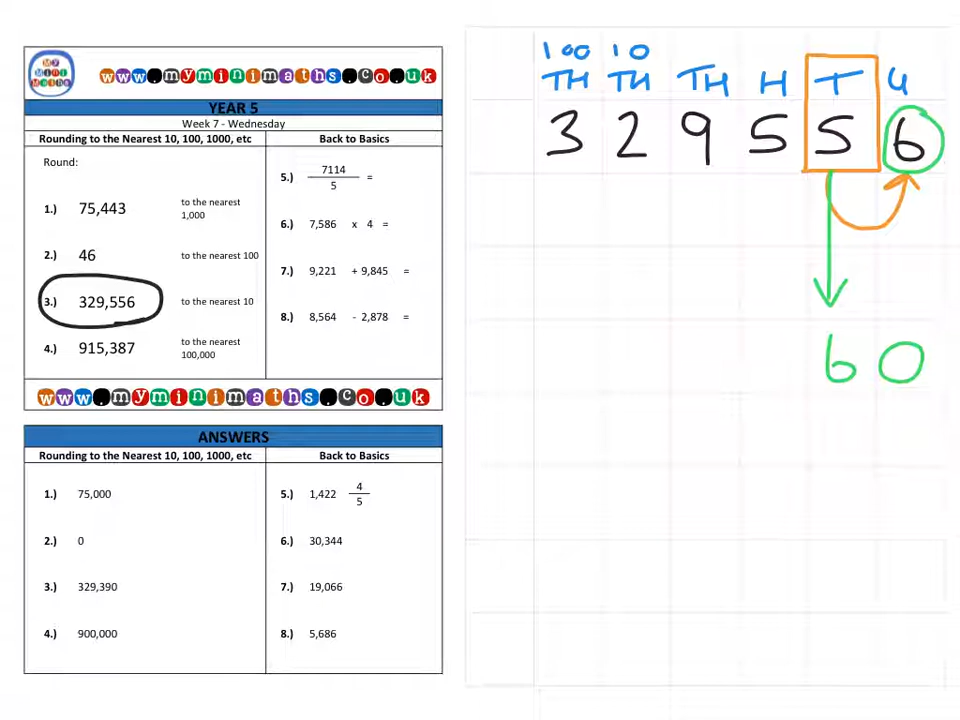 My
Mini
Maths
www.myminimaths.co.uk
YEAR 5
Week 7 - Wednesday
Rounding to the Nearest 10, 100, 1000, etc
Back to Basics
Round:
1.) 75,443 to the nearest
1,000
2.) 46 to the nearest 100
3.) 329,556 to the nearest 10
4.) 915,387 to the nearest
100,000
5.) 7114
5 =
6.) 7,586 x 4 =
7.) 9,221 + 9,845 =
8.) 8,564 - 2,878 =
www.myminimaths.co.uk
ANSWERS
Rounding to the Nearest 10, 100, 1000, etc
Back to Basics
1.) 75,000
2.) 0
3.) 329,390
4.) 900,000
5.) 1,422 4
5
6.) 30,344
7.) 19,066
8.) 5,686
100 10
TH TH TH H T U
3 2 9 5 5 6
6 0